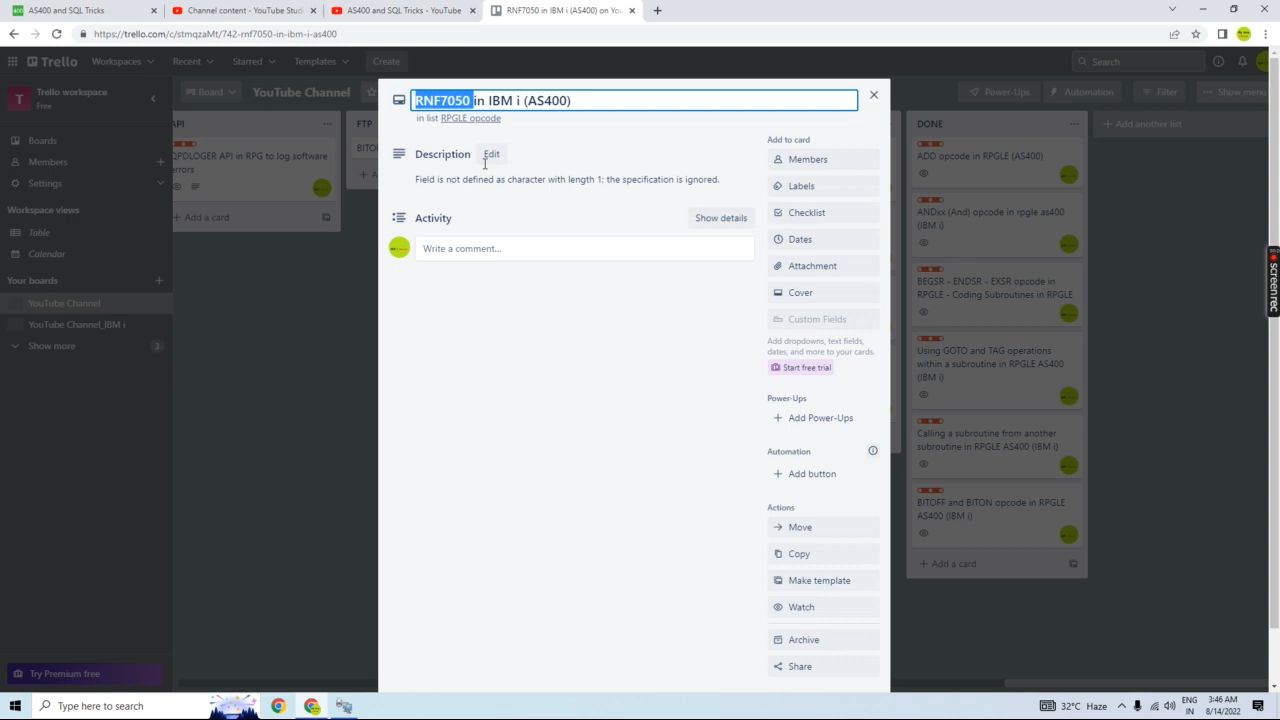 AS400 and SQL Tricks
Channel content - YouTube Stud
AS400 and SQL Tricks - YouTube
RNF7050 in IBM i (AS400) on Yo
https://trello.com/c/stmqzaMt/742-rnf7050-in-ibm-i-as400
Trello
Workspaces
Recent
Starred
Templates
Create
Search
T
Trello workspace
Free
Board
YouTube Channel
Power-Ups
Automation
Filter
Show menu
Boards
Members
Settings
Workspace views
Table
Calendar
Your boards
YouTube Channel
YouTube Channel_IBM i
Show more
3
Try Premium free
API
QPDLOGER API in RPG to log software
errors
Add a card
FTP
BITO
A
RNF7050 in IBM i (AS400)
in list RPGLE opcode
Description
Edit
Field is not defined as character with length 1; the specification is ignored.
Activity
Show details
Write a comment...
Add to card
Members
Labels
Checklist
Dates
Attachment
Cover
Custom Fields
Add dropdowns, text fields,
dates, and more to your cards.
Start free trial
Power-Ups
Add Power-Ups
Automation
Add button
Actions
Move
Copy
Make template
Watch
Archive
Share
DONE
ADD opcode in RPGLE (AS400)
ANDxx (And) opcode in rpgle as400
(IBM i)
BEGSR - ENDSR - EXSR opcode in
RPGLE - Coding Subroutines in RPGLE
Using GOTO and TAG operations
within a subroutine in RPGLE AS400
(IBM i)
Calling a subroutine from another
subroutine in RPGLE AS400 (IBM i)
BITOFF and BITON opcode in RPGLE
AS400 (IBM i)
Add a card
Add another list
screenrec
Type here to search
32°C Haze
ENG
IN
3:46 AM
8/14/2022